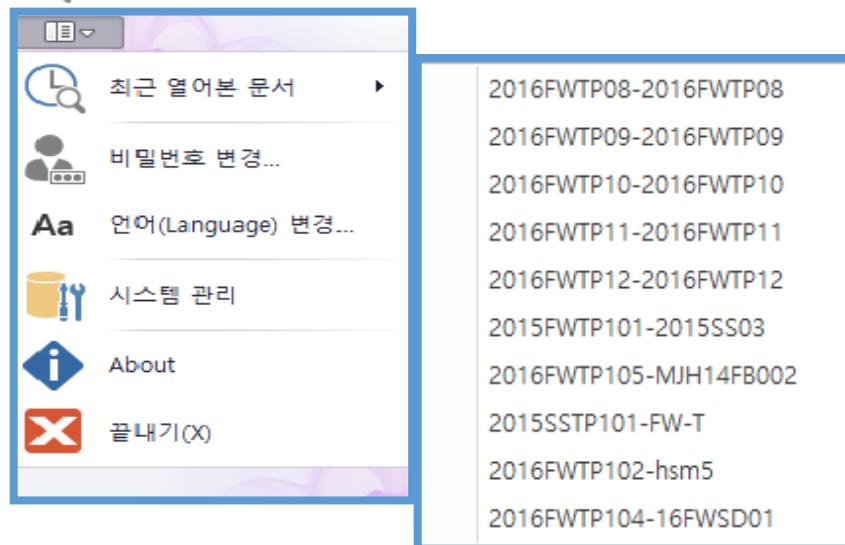 최근 열어본 문서
비밀번호 변경...
Aa 언어(Language) 변경...
시스템 관리
About
끝내기(X)
2016FWTP08-2016FWTP08
2016FWTP09-2016FWTP09
2016FWTP10-2016FWTP10
2016FWTP11-2016FWTP11
2016FWTP12-2016FWTP12
2015FWTP101-2015SS03
2016FWTP105-MJH14FB002
2015SSTP101-FW-T
2016FWTP102-hsm5
2016FWTP104-16FWSD01